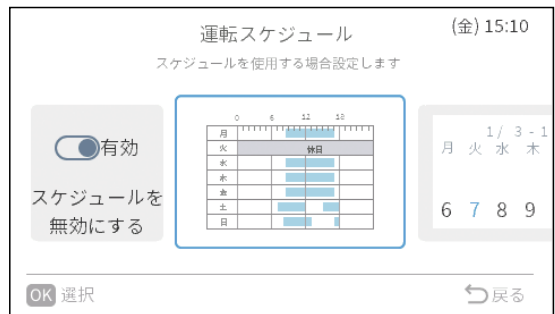 運転スケジュール
(金) 15:10
スケジュールを使用する場合設定します
有効
スケジュールを
無効にする
0 6 12 18
月
火 休日
水
木
金
土
日
1/ 3 - 1
月 火 水 木
6 7 8 9
OK 選択
戻る